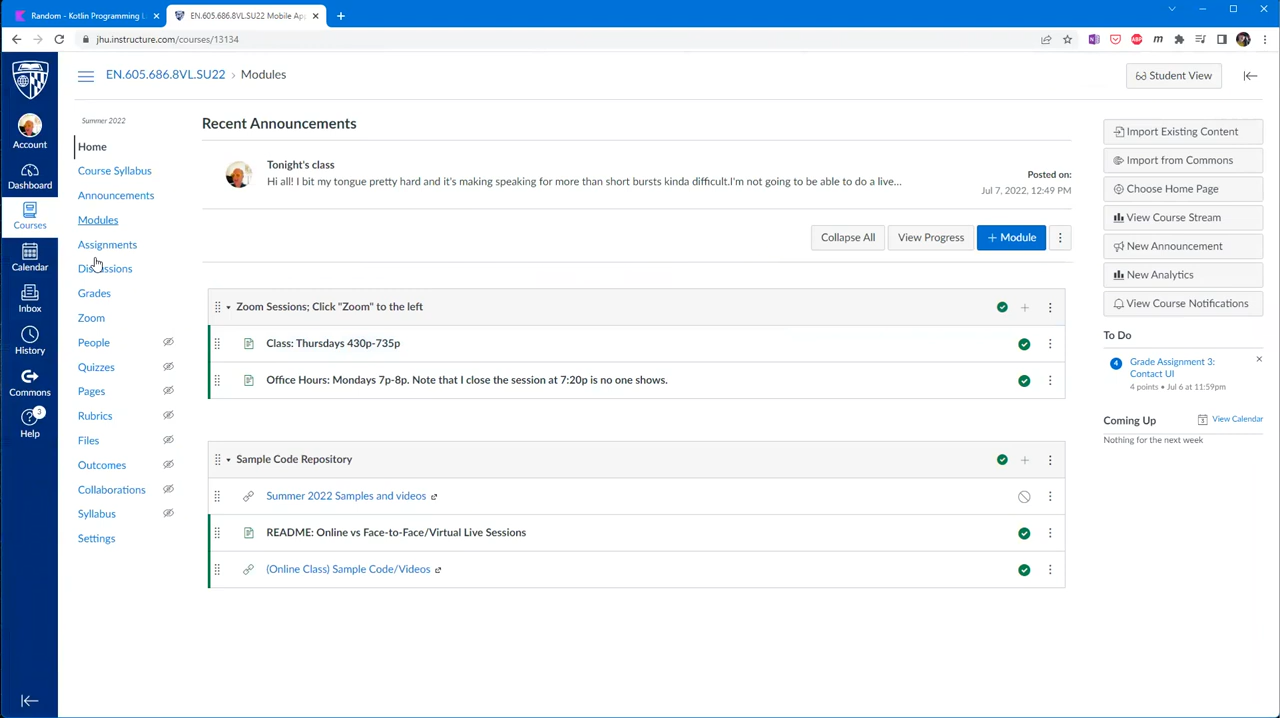 Random - Kotlin Programming L
EN.605.686.8VL.SU22 Mobile Ap
jhu.instructure.com/courses/13134
EN.605.686.8VL.SU22 > Modules
Student View
Account
Dashboard
Courses
Calendar
Inbox
History
Commons
3
Help
Summer 2022
Home
Course Syllabus
Announcements
Modules
Assignments
Discussions
Grades
Zoom
People
Quizzes
Pages
Rubrics
Files
Outcomes
Collaborations
Syllabus
Settings
Recent Announcements
Tonight's class
Hi all! I bit my tongue pretty hard and it's making speaking for more than short bursts kinda difficult.I'm not going to be able to do a live...
Posted on:
Jul 7, 2022, 12:49 PM
Collapse All
View Progress
+ Module
Zoom Sessions; Click "Zoom" to the left
Class: Thursdays 430p-735p
Office Hours: Mondays 7p-8p. Note that I close the session at 7:20p is no one shows.
Sample Code Repository
Summer 2022 Samples and videos
README: Online vs Face-to-Face/Virtual Live Sessions
(Online Class) Sample Code/Videos
Import Existing Content
Import from Commons
Choose Home Page
View Course Stream
New Announcement
New Analytics
View Course Notifications
To Do
4
Grade Assignment 3:
Contact UI
4 points • Jul 6 at 11:59pm
Coming Up
View Calendar
Nothing for the next week